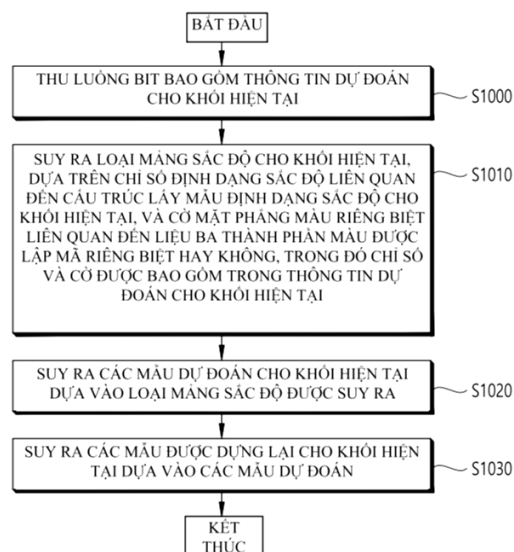 BẮT ĐẦU
THU LUỒNG BIT BAO GỒM THÔNG TIN DỰ ĐOÁN
CHO KHỐI HIỆN TẠI
S1000
SUY RA LOẠI MẢNG SẮC ĐỘ CHO KHỐI HIỆN TẠI,
DỰA TRÊN CHỈ SỐ ĐỊNH DẠNG SẮC ĐỘ LIÊN QUAN
ĐẾN CẤU TRÚC LẤY MẪU ĐỊNH DẠNG SẮC ĐỘ CHO
KHỐI HIỆN TẠI, VÀ CỜ MẶT PHẲNG MÀU RIÊNG BIỆT
LIÊN QUAN ĐẾN LIỆU BA THÀNH PHẦN MÀU ĐƯỢC
LẬP MÃ RIÊNG BIỆT HAY KHÔNG, TRONG ĐÓ CHỈ SỐ
VÀ CỜ ĐƯỢC BAO GỒM TRONG THÔNG TIN DỰ
ĐOÁN CHO KHỐI HIỆN TẠI
S1010
SUY RA CÁC MẪU DỰ ĐOÁN CHO KHỐI HIỆN TẠI
DỰA VÀO LOẠI MẢNG SẮC ĐỘ ĐƯỢC SUY RA
S1020
SUY RA CÁC MẪU ĐƯỢC DỰNG LẠI CHO KHỐI HIỆN
TẠI DỰA VÀO CÁC MẪU DỰ ĐOÁN
S1030
KẾT
THÚC